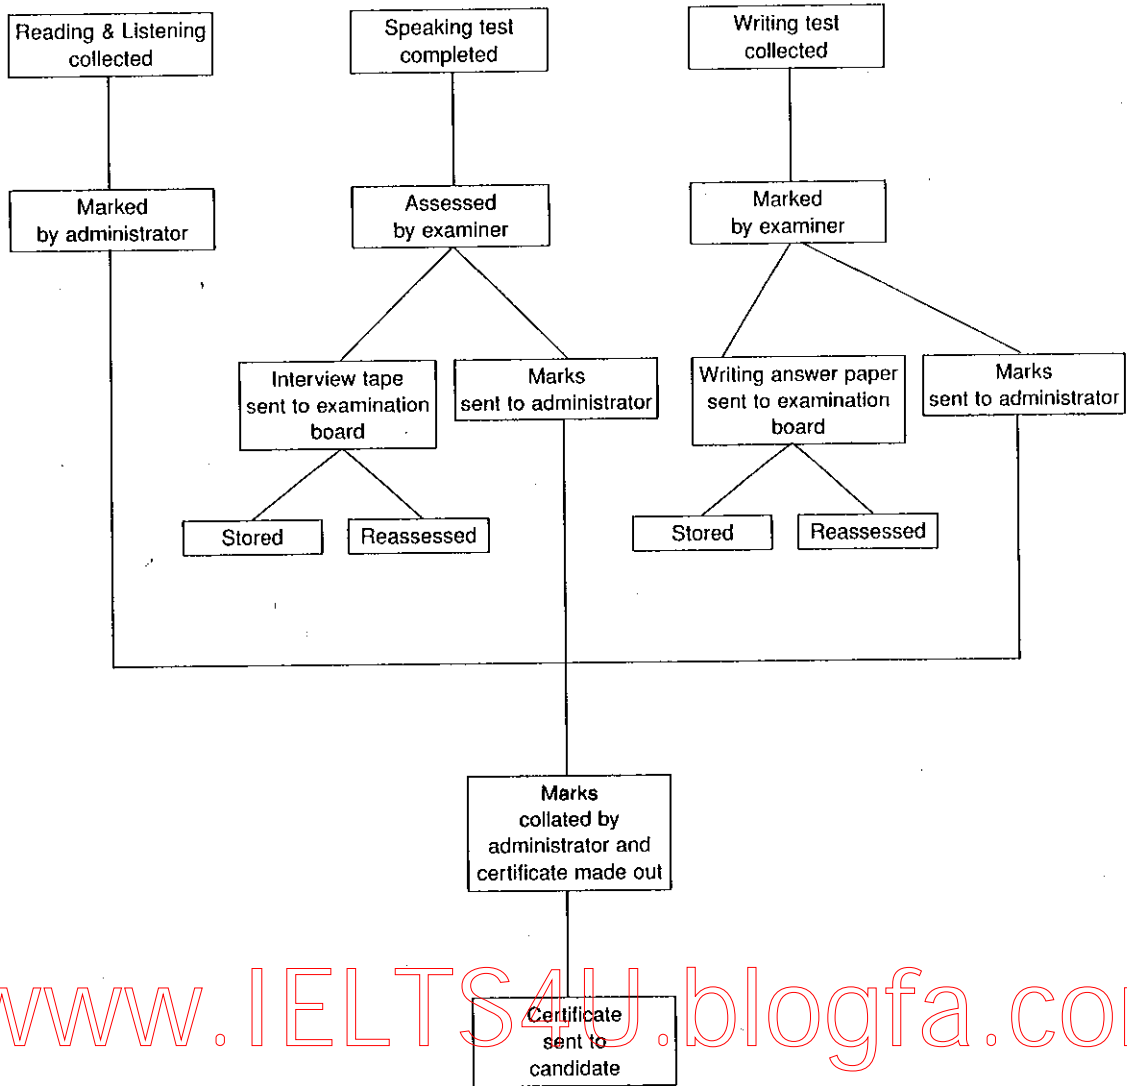 Reading & Listening
collected
Speaking test
completed
Writing test
collected
Marked
by administrator
Assessed
by examiner
Marked
by examiner
Interview tape
sent to examination
board
Marks
sent to administrator
Writing answer paper
sent to examination
board
Marks
sent to administrator
Stored
Reassessed
Stored
Reassessed
Marks
collated by
administrator and
certificate made out
www.IELTS4U.blogfa.com
Certificate
sent to
candidate